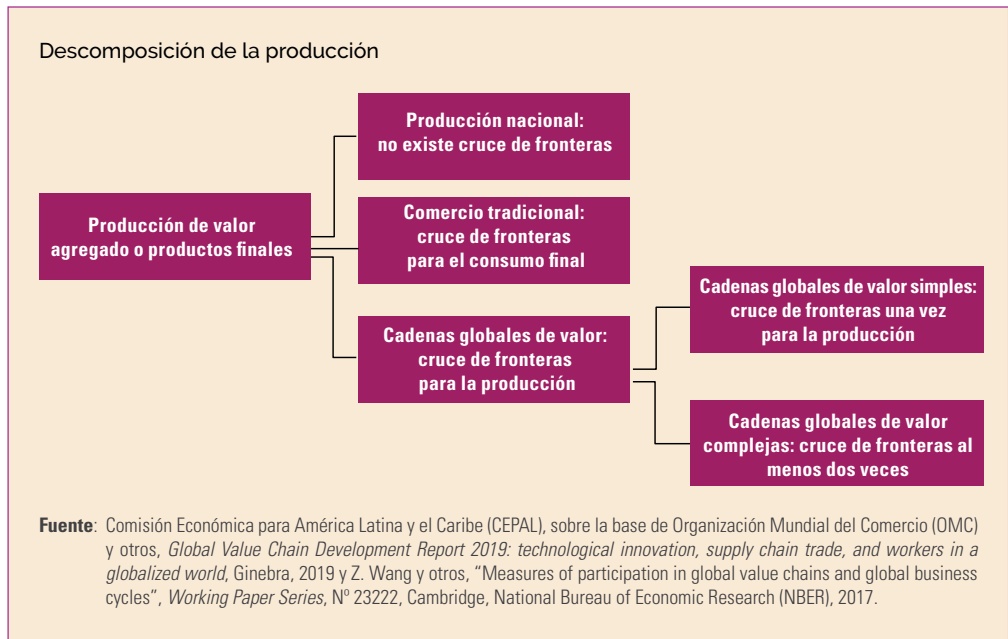 Descomposición de la producción
Producción nacional:
no existe cruce de fronteras
Producción de valor
agregado o productos finales
Comercio tradicional:
cruce de fronteras
para el consumo final
Cadenas globales de valor:
cruce de fronteras
para la producción
Cadenas globales de valor simples:
cruce de fronteras una vez
para la producción
Cadenas globales de valor
complejas: cruce de fronteras al
menos dos veces
Fuente: Comisión Económica para América Latina y el Caribe (CEPAL), sobre la base de Organización Mundial del Comercio (OMC)
y otros, Global Value Chain Development Report 2019: technological innovation, supply chain trade, and workers in a
globalized world, Ginebra, 2019 y Z. Wang y otros, “Measures of participation in global value chains and global business
cycles”, Working Paper Series, Nº 23222, Cambridge, National Bureau of Economic Research (NBER), 2017.